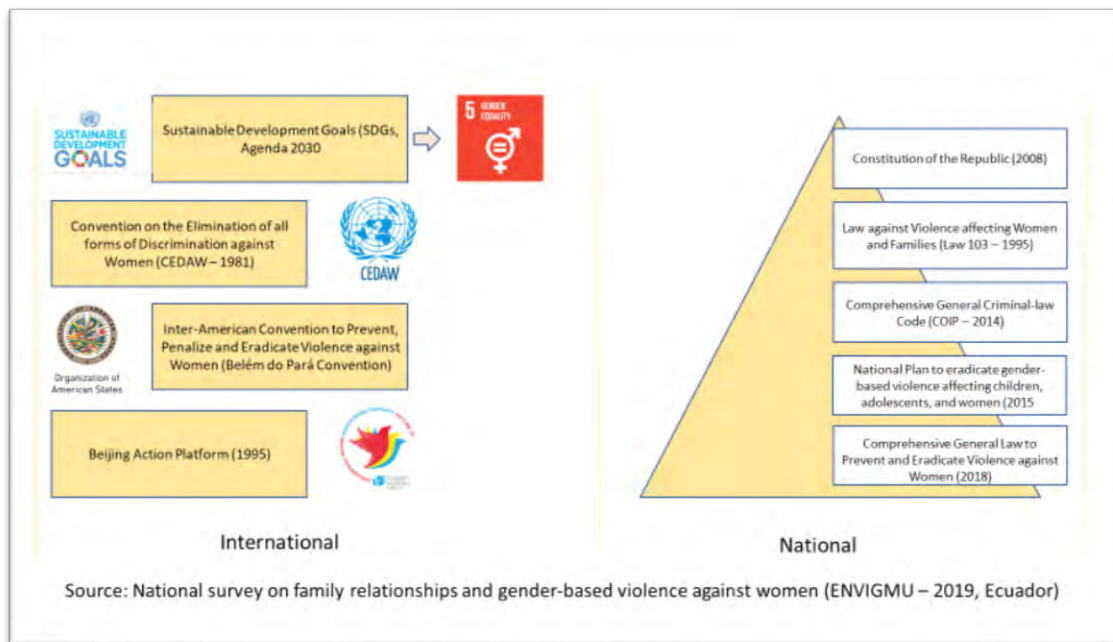 SUSTAINABLE
DEVELOPMENT
GOALS
Sustainable Development Goals (SDGs,
Agenda 2030
5 GENDER
EQUALITY
Convention on the Elimination of all
forms of Discrimination against
Women (CEDAW – 1981)
CEDAW
Organization of
American States
Inter-American Convention to Prevent,
Penalize and Eradicate Violence against
Women (Belém do Pará Convention)
Beijing Action Platform (1995)
International
Constitution of the Republic (2008)
Law against Violence affecting Women
and Families (Law 103 – 1995)
Comprehensive General Criminal-law
Code (COIP – 2014)
National Plan to eradicate gender-
based violence affecting children,
adolescents, and women (2015
Comprehensive General Law to
Prevent and Eradicate Violence against
Women (2018)
National
Source: National survey on family relationships and gender-based violence against women (ENVIGMU – 2019, Ecuador)